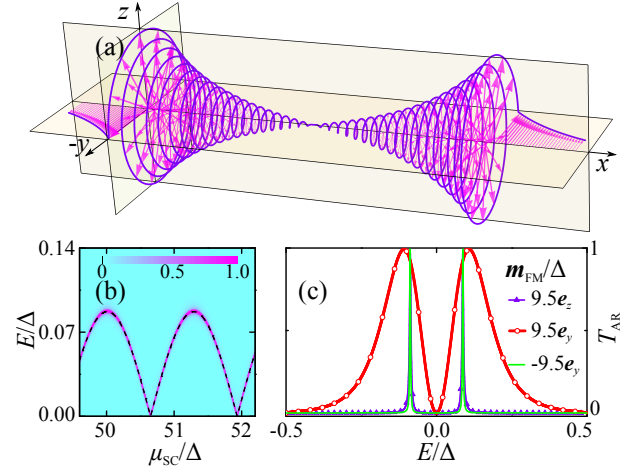 z
(a)
-y
x
(b)
0 0.5 1.0
0.14
0.07
0.00
E/Δ
50 51 52
μSC/Δ
(c)
mFM/Δ
9.5ez
9.5ey
-9.5ey
1
0
TAR
-0.5 0.0 0.5
E/Δ